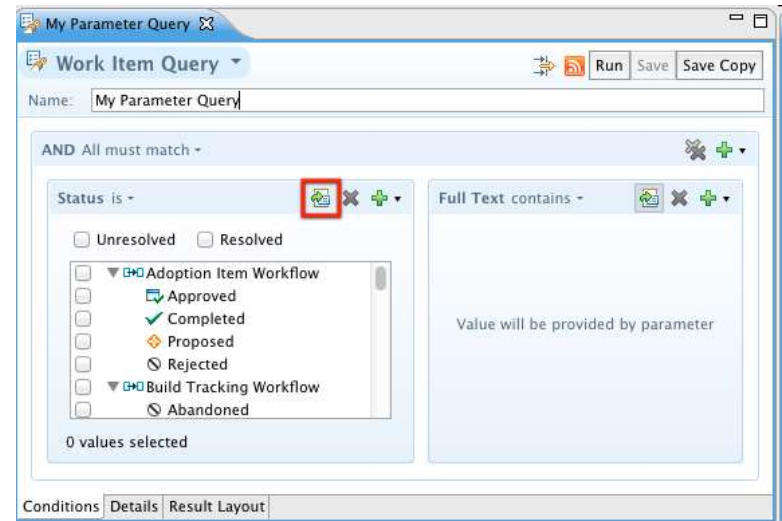 My Parameter Query
Work Item Query
Run Save Save Copy
Name: My Parameter Query
AND All must match
Status is
Unresolved Resolved
Adoption Item Workflow
Approved
Completed
Proposed
Rejected
Build Tracking Workflow
Abandoned
0 values selected
Full Text contains
Value will be provided by parameter
Conditions Details Result Layout